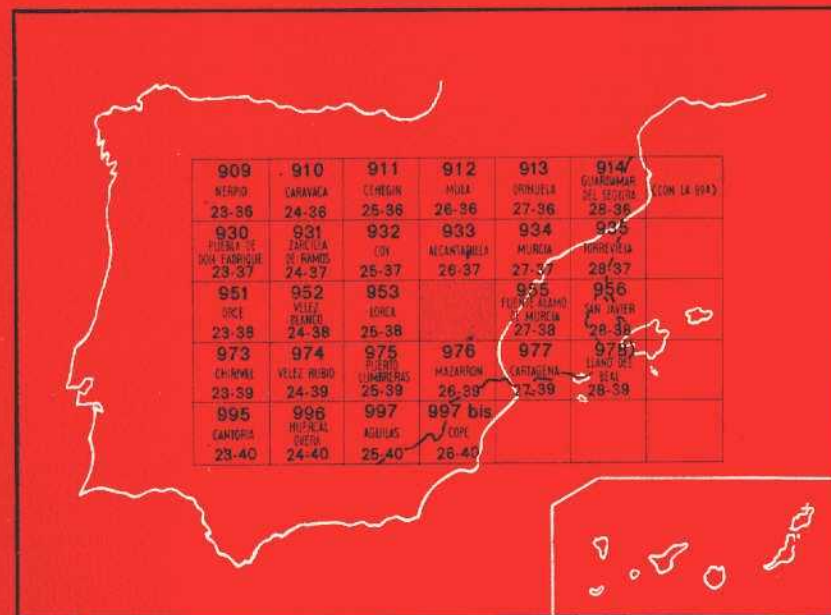 909 910 911 912 913 914
NERPIO CARAVACA CEHEGIN MULA ORIHUELA GUARDAMAR DEL SEGURA (CON LA 894)
23-36 24-36 25-36 26-36 27-36 28-36
930 931 932 933 934 935
PUEBLA DE DON FADRIQUE ZARCILLA DE RAMOS COY ALCANTARILLA MURCIA TORREVIEJA
23-37 24-37 25-37 26-37 27-37 28-37
951 952 953 955 956
ORCE VELEZ BLANCO LORCA FUENTE ALAMO DE MURCIA SAN JAVIER
23-38 24-38 25-38 27-38 28-38
973 974 975 976 977 978
CHIRIVEL VELEZ RUBIO PUERTO LUMBRERAS MAZARRON CARTAGENA LLANO DEL BEAL
23-39 24-39 25-39 26-39 27-39 28-39
995 996 997 997 bis
CANTORIA HUERCAL OVERA AGUILAS COPE
23-40 24-40 25-40 26-40